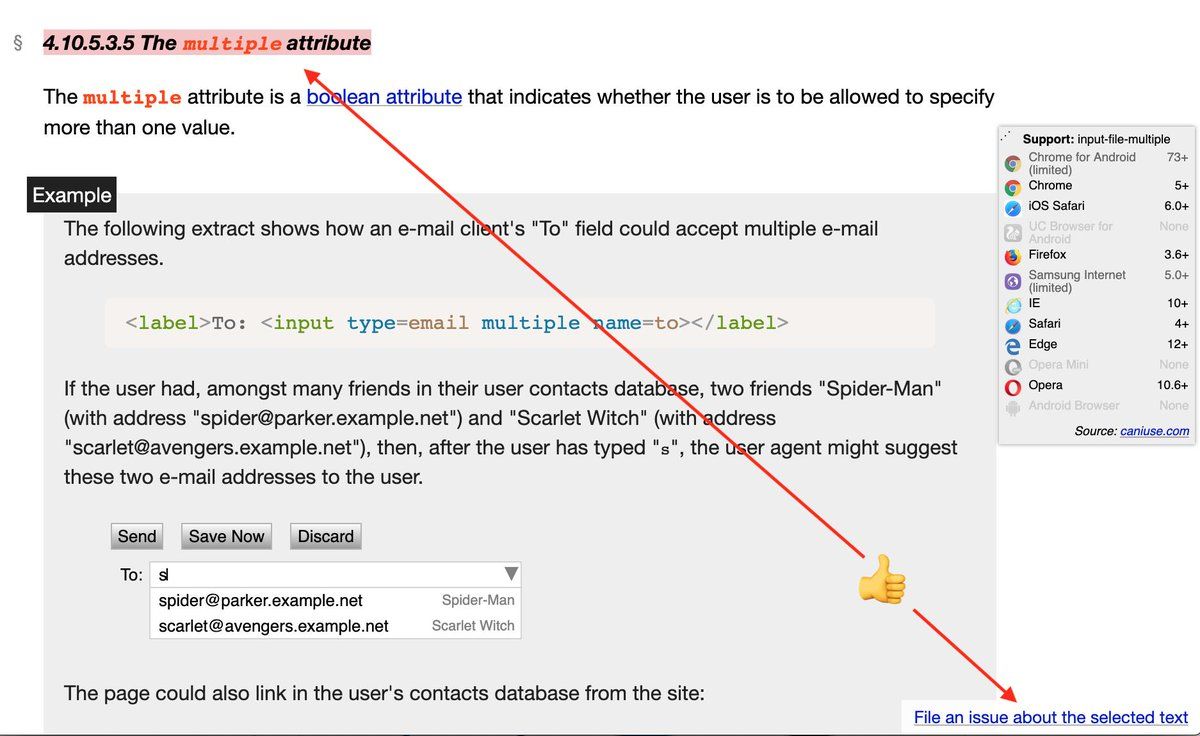 § 4.10.5.3.5 The multiple attribute
The multiple attribute is a boolean attribute that indicates whether the user is to be allowed to specify
more than one value.
Example
The following extract shows how an e-mail client's "To" field could accept multiple e-mail
addresses.
<label>To: <input type=email multiple name=to></label>
If the user had, amongst many friends in their user contacts database, two friends "Spider-Man"
(with address "spider@parker.example.net") and "Scarlet Witch" (with address
"scarlet@avengers.example.net"), then, after the user has typed "s", the user agent might suggest
these two e-mail addresses to the user.
Send Save Now Discard
To: s
spider@parker.example.net Spider-Man
scarlet@avengers.example.net Scarlet Witch
The page could also link in the user's contacts database from the site:
Support: input-file-multiple
Chrome for Android 73+
(limited)
Chrome 5+
iOS Safari 6.0+
UC Browser for None
Android
Firefox 3.6+
Samsung Internet 5.0+
(limited)
IE 10+
Safari 4+
Edge 12+
Opera Mini None
Opera 10.6+
Android Browser None
Source: caniuse.com
File an issue about the selected text